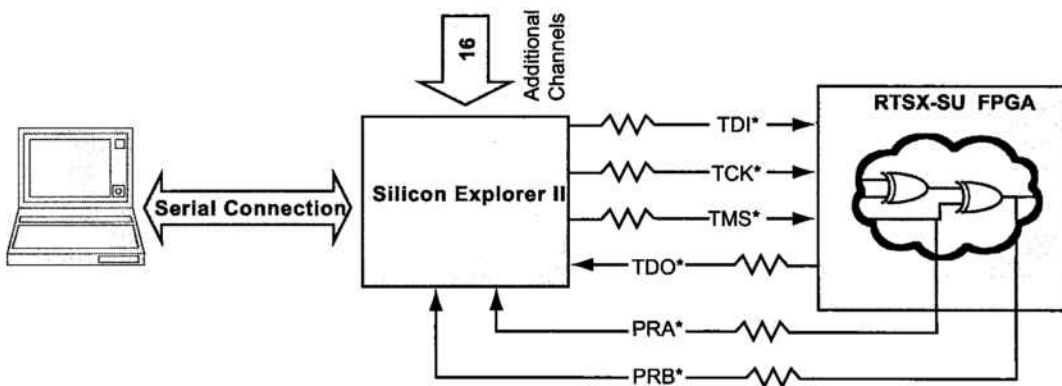 16
Additional
Channels
RTSX-SU FPGA
TDI*
TCK*
Silicon Explorer II
Serial Connection
TMS*
TDO*
PRA*
PRB*